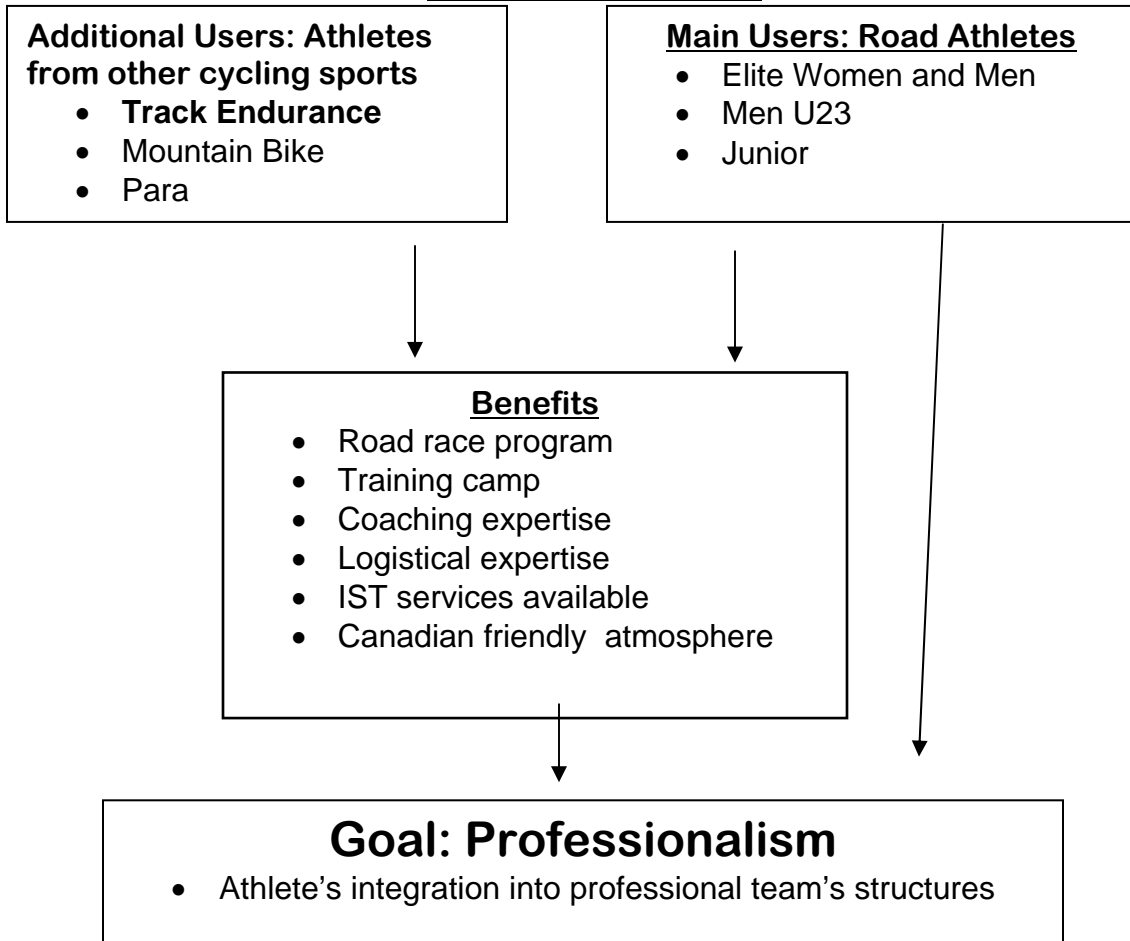 Additional Users: Athletes
from other cycling sports
• Track Endurance
• Mountain Bike
• Para
Main Users: Road Athletes
• Elite Women and Men
• Men U23
• Junior
Benefits
• Road race program
• Training camp
• Coaching expertise
• Logistical expertise
• IST services available
• Canadian friendly  atmosphere
Goal: Professionalism
• Athlete’s integration into professional team’s structures